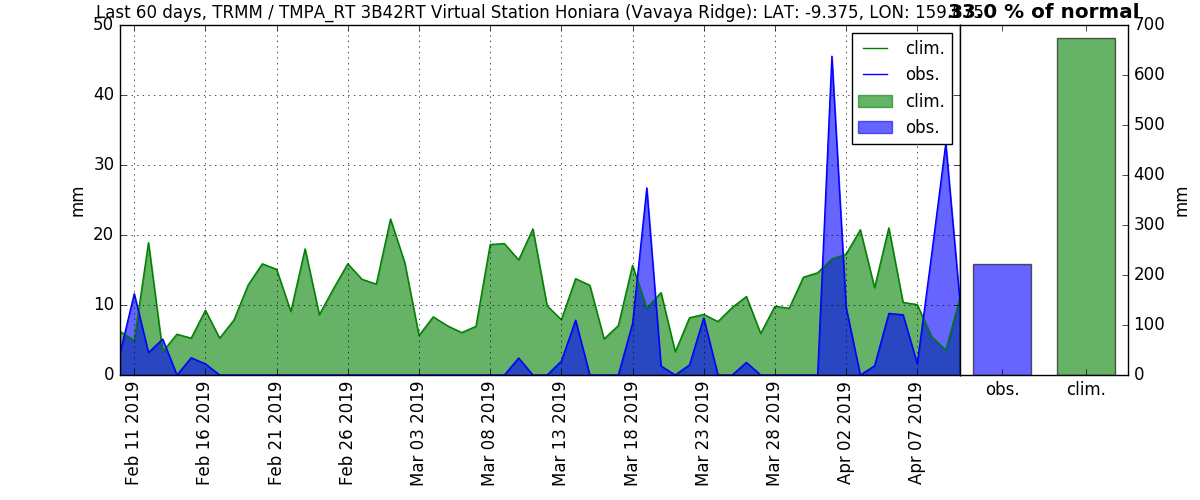 Last 60 days, TRMM / TMPA_RT 3B42RT Virtual Station Honiara (Vavaya Ridge): LAT: -9.375, LON:
33.0 % of normal
50
40
30
20
10
0
mm
clim.
obs.
clim.
obs.
700
600
500
400
300
200
100
0
mm
obs.
clim.
Feb 11 2019
Feb 16 2019
Feb 21 2019
Feb 26 2019
Mar 03 2019
Mar 08 2019
Mar 13 2019
Mar 18 2019
Mar 23 2019
Mar 28 2019
Apr 02 2019
Apr 07 2019